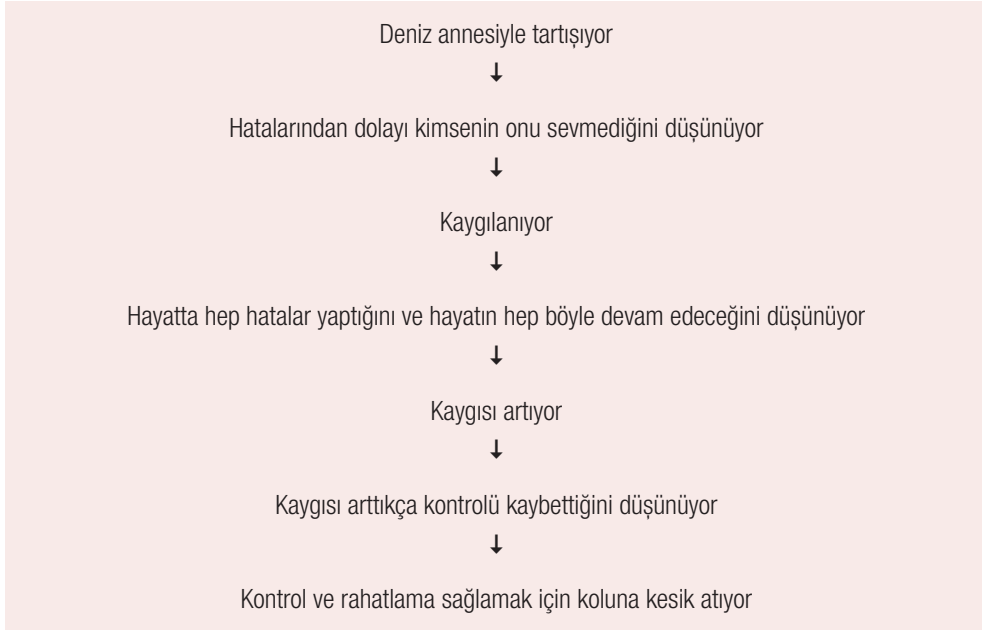 Deniz annesiyle tartışıyor
↓
Hatalarından dolayı kimsenin onu sevmediğini düşünüyor
↓
Kaygılanıyor
↓
Hayatta hep hatalar yaptığını ve hayatın hep böyle devam edeceğini düşünüyor
↓
Kaygısı artıyor
↓
Kaygısı arttıkça kontrolü kaybettiğini düşünüyor
↓
Kontrol ve rahatlama sağlamak için koluna kesik atıyor